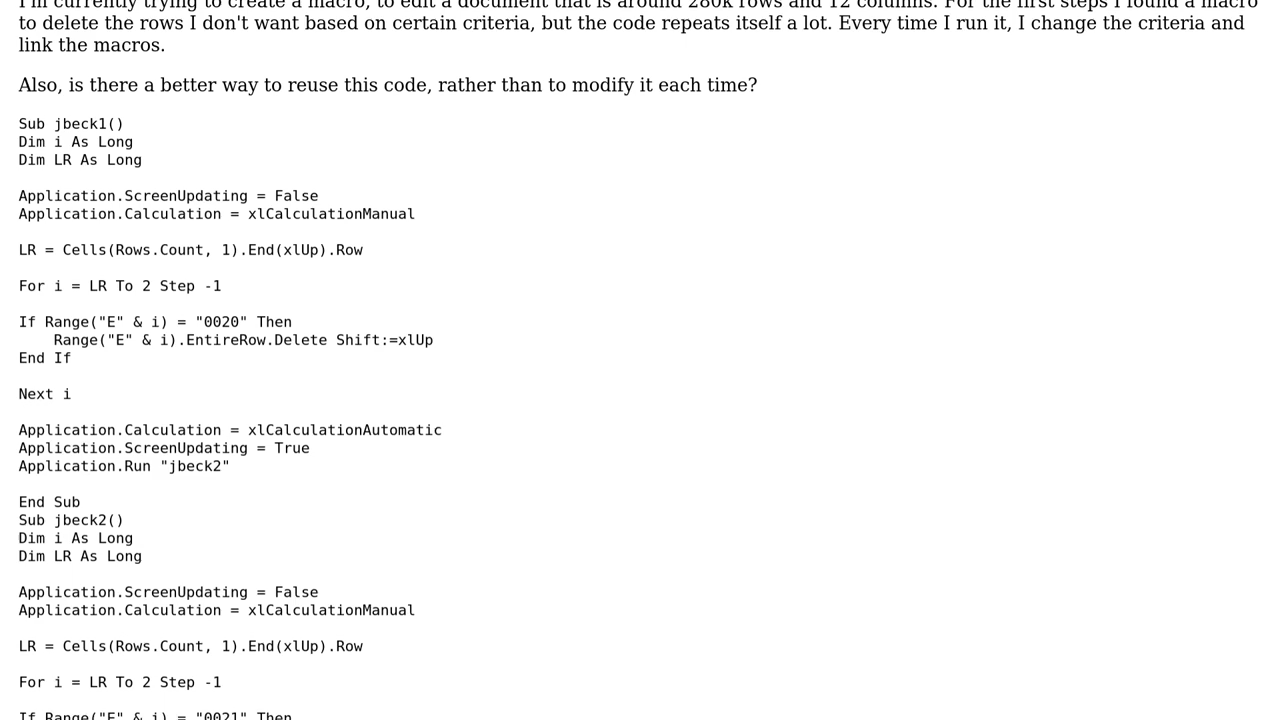 I'm currently trying to create a macro, to edit a document that is around 280k rows and 12 columns. For the first steps I found a macro
to delete the rows I don't want based on certain criteria, but the code repeats itself a lot. Every time I run it, I change the criteria and
link the macros.
Also, is there a better way to reuse this code, rather than to modify it each time?
Sub jbeck1()
Dim i As Long
Dim LR As Long
Application.ScreenUpdating = False
Application.Calculation = xlCalculationManual
LR = Cells(Rows.Count, 1).End(xlUp).Row
For i = LR To 2 Step -1
If Range("E" & i) = "0020" Then
    Range("E" & i).EntireRow.Delete Shift:=xlUp
End If
Next i
Application.Calculation = xlCalculationAutomatic
Application.ScreenUpdating = True
Application.Run "jbeck2"
End Sub
Sub jbeck2()
Dim i As Long
Dim LR As Long
Application.ScreenUpdating = False
Application.Calculation = xlCalculationManual
LR = Cells(Rows.Count, 1).End(xlUp).Row
For i = LR To 2 Step -1
If Range("E" & i) = "0021" Then